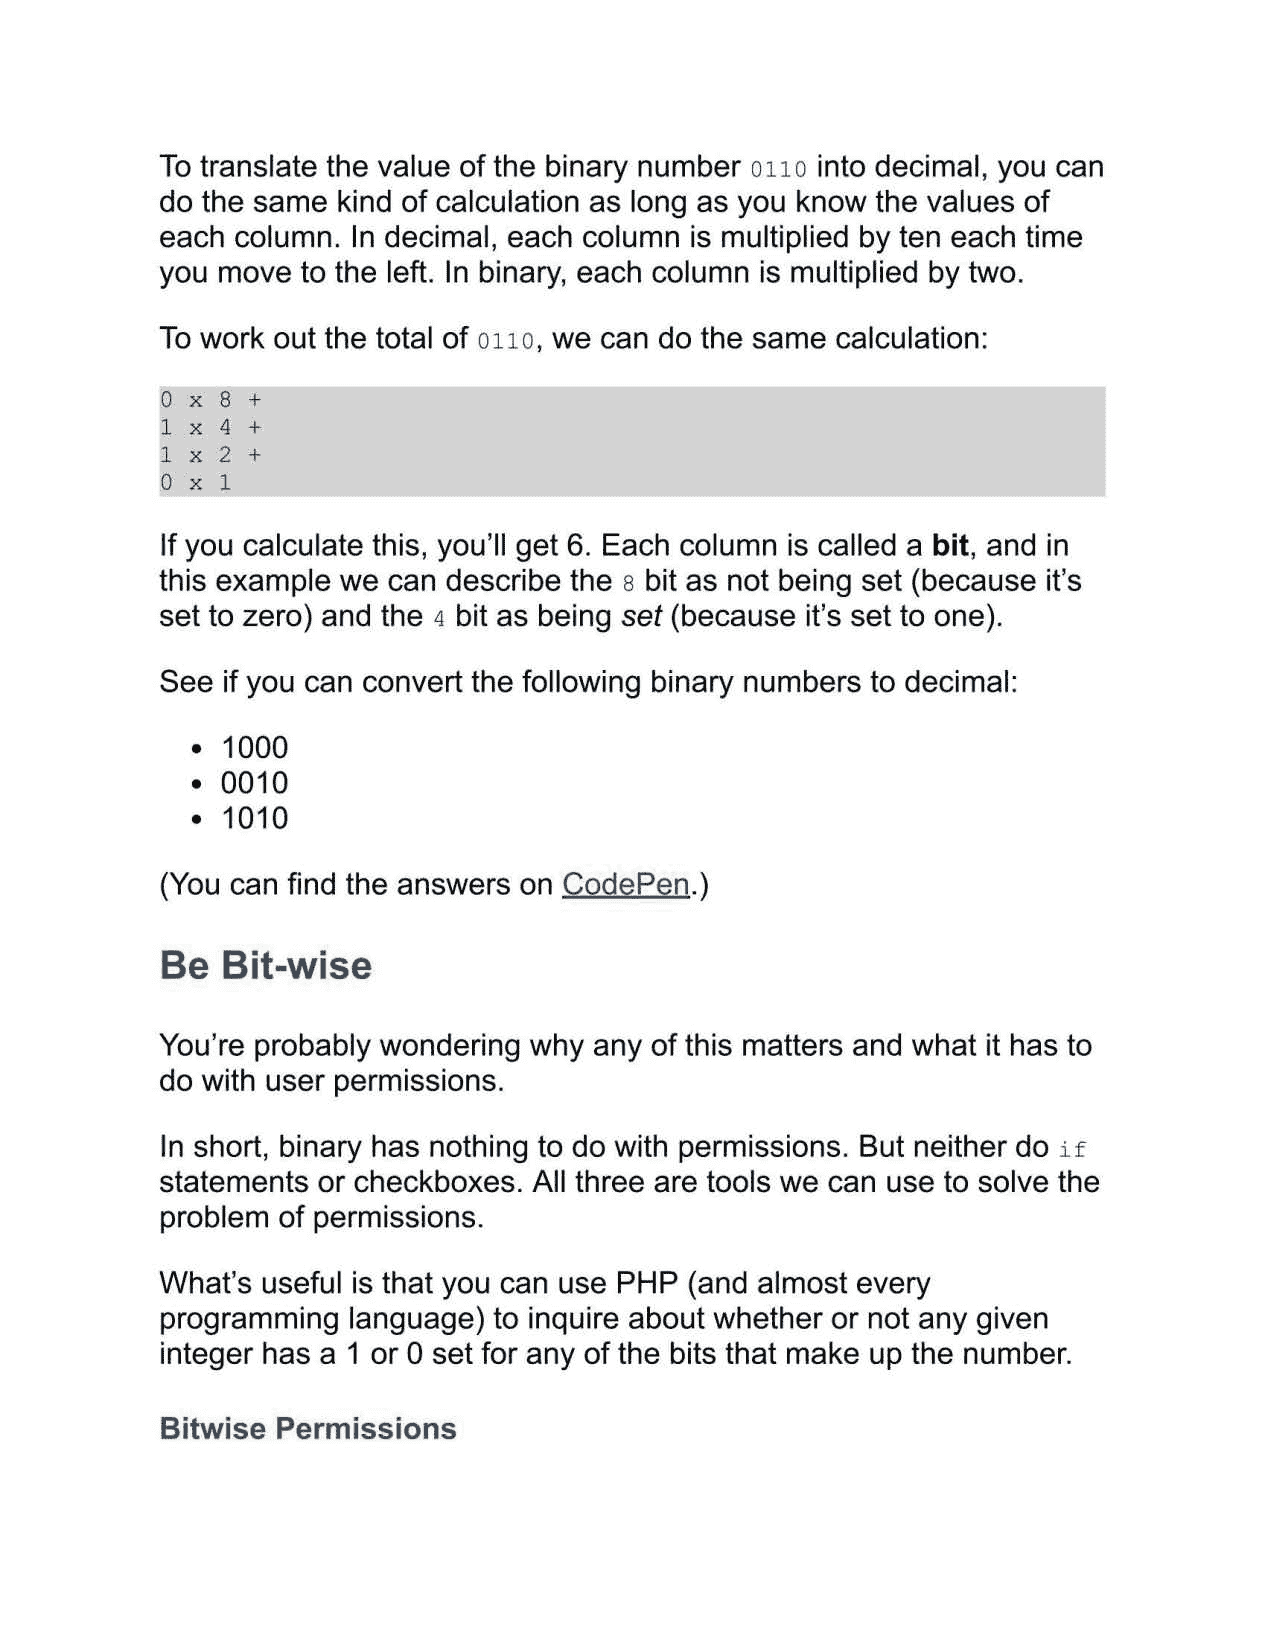 To translate the value of the binary number 0110 into decimal, you can
do the same kind of calculation as long as you know the values of
each column. In decimal, each column is multiplied by ten each time
you move to the left. In binary, each column is multiplied by two.
To work out the total of 0110, we can do the same calculation:
0 x 8 +
1 x 4 +
1 x 2 +
0 x 1
If you calculate this, you’ll get 6. Each column is called a bit, and in
this example we can describe the 8 bit as not being set (because it’s
set to zero) and the 4 bit as being set (because it’s set to one).
See if you can convert the following binary numbers to decimal:
• 1000
• 0010
• 1010
(You can find the answers on CodePen.)
Be Bit-wise
You’re probably wondering why any of this matters and what it has to
do with user permissions.
In short, binary has nothing to do with permissions. But neither do if
statements or checkboxes. All three are tools we can use to solve the
problem of permissions.
What’s useful is that you can use PHP (and almost every
programming language) to inquire about whether or not any given
integer has a 1 or 0 set for any of the bits that make up the number.
Bitwise Permissions